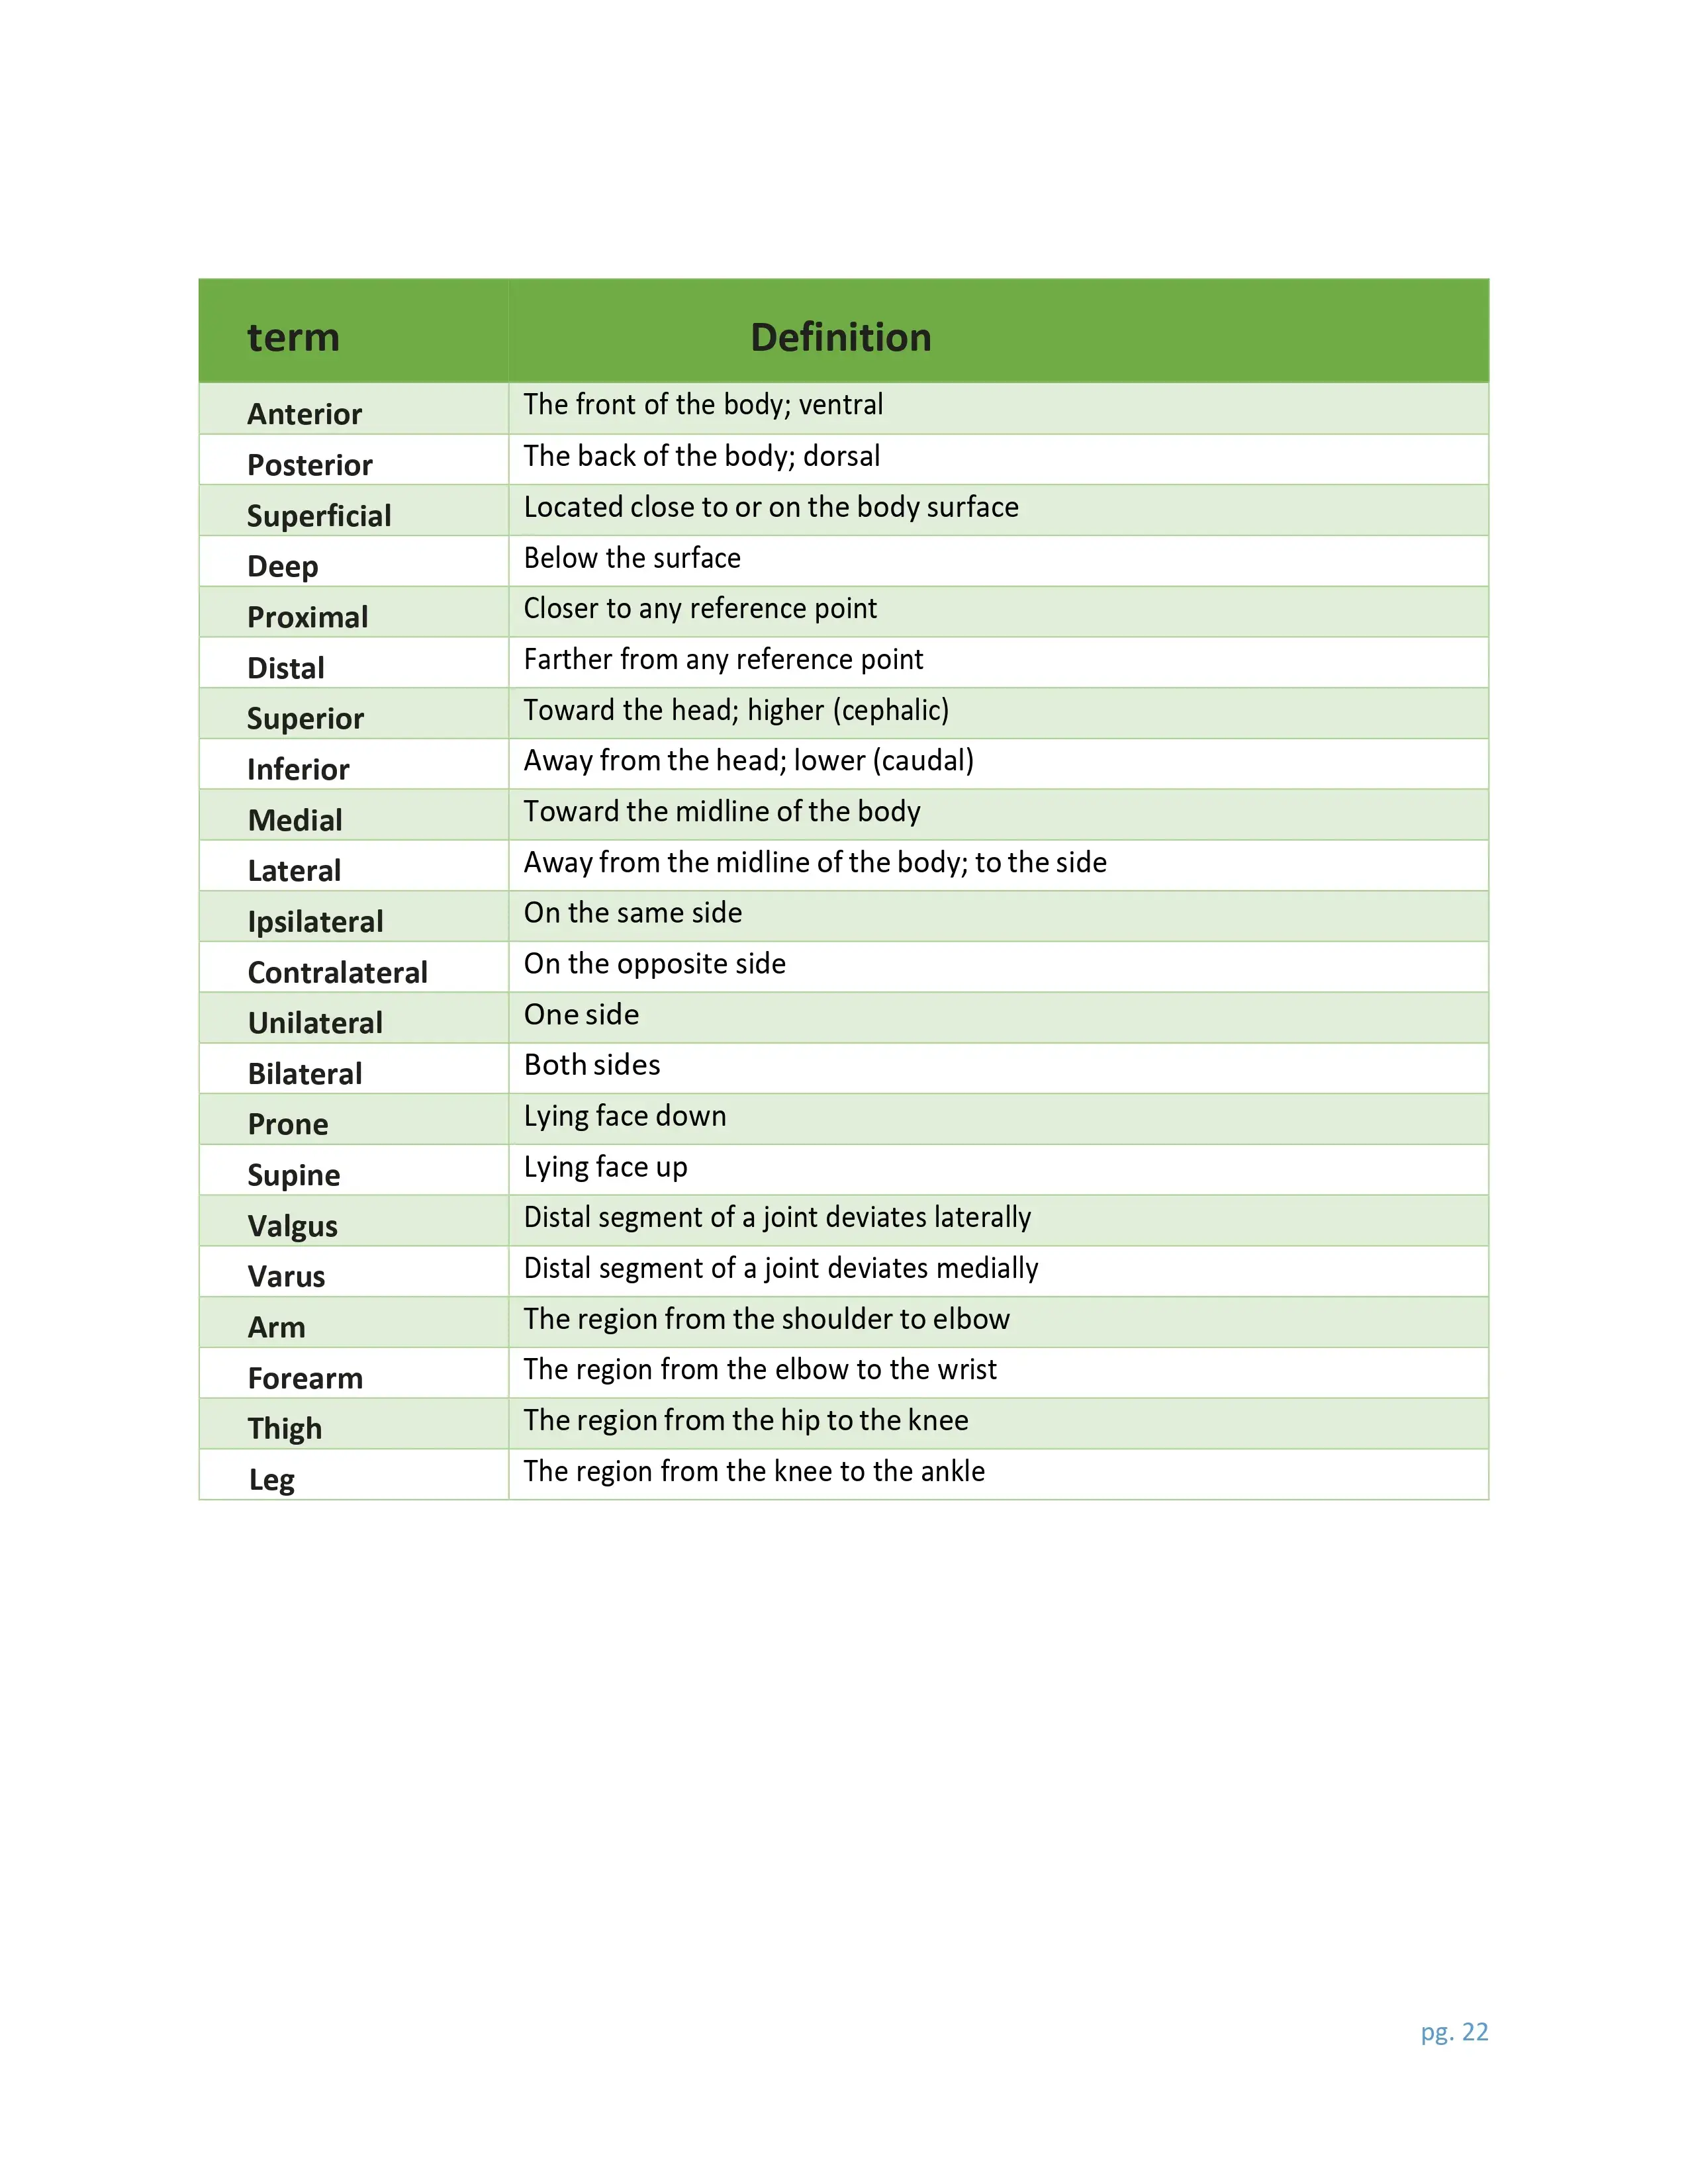 term Definition
Anterior The front of the body; ventral
Posterior The back of the body; dorsal
Superficial Located close to or on the body surface
Deep Below the surface
Proximal Closer to any reference point
Distal Farther from any reference point
Superior Toward the head; higher (cephalic)
Inferior Away from the head; lower (caudal)
Medial Toward the midline of the body
Lateral Away from the midline of the body; to the side
Ipsilateral On the same side
Contralateral On the opposite side
Unilateral One side
Bilateral Both sides
Prone Lying face down
Supine Lying face up
Valgus Distal segment of a joint deviates laterally
Varus Distal segment of a joint deviates medially
Arm The region from the shoulder to elbow
Forearm The region from the elbow to the wrist
Thigh The region from the hip to the knee
Leg The region from the knee to the ankle
pg. 22